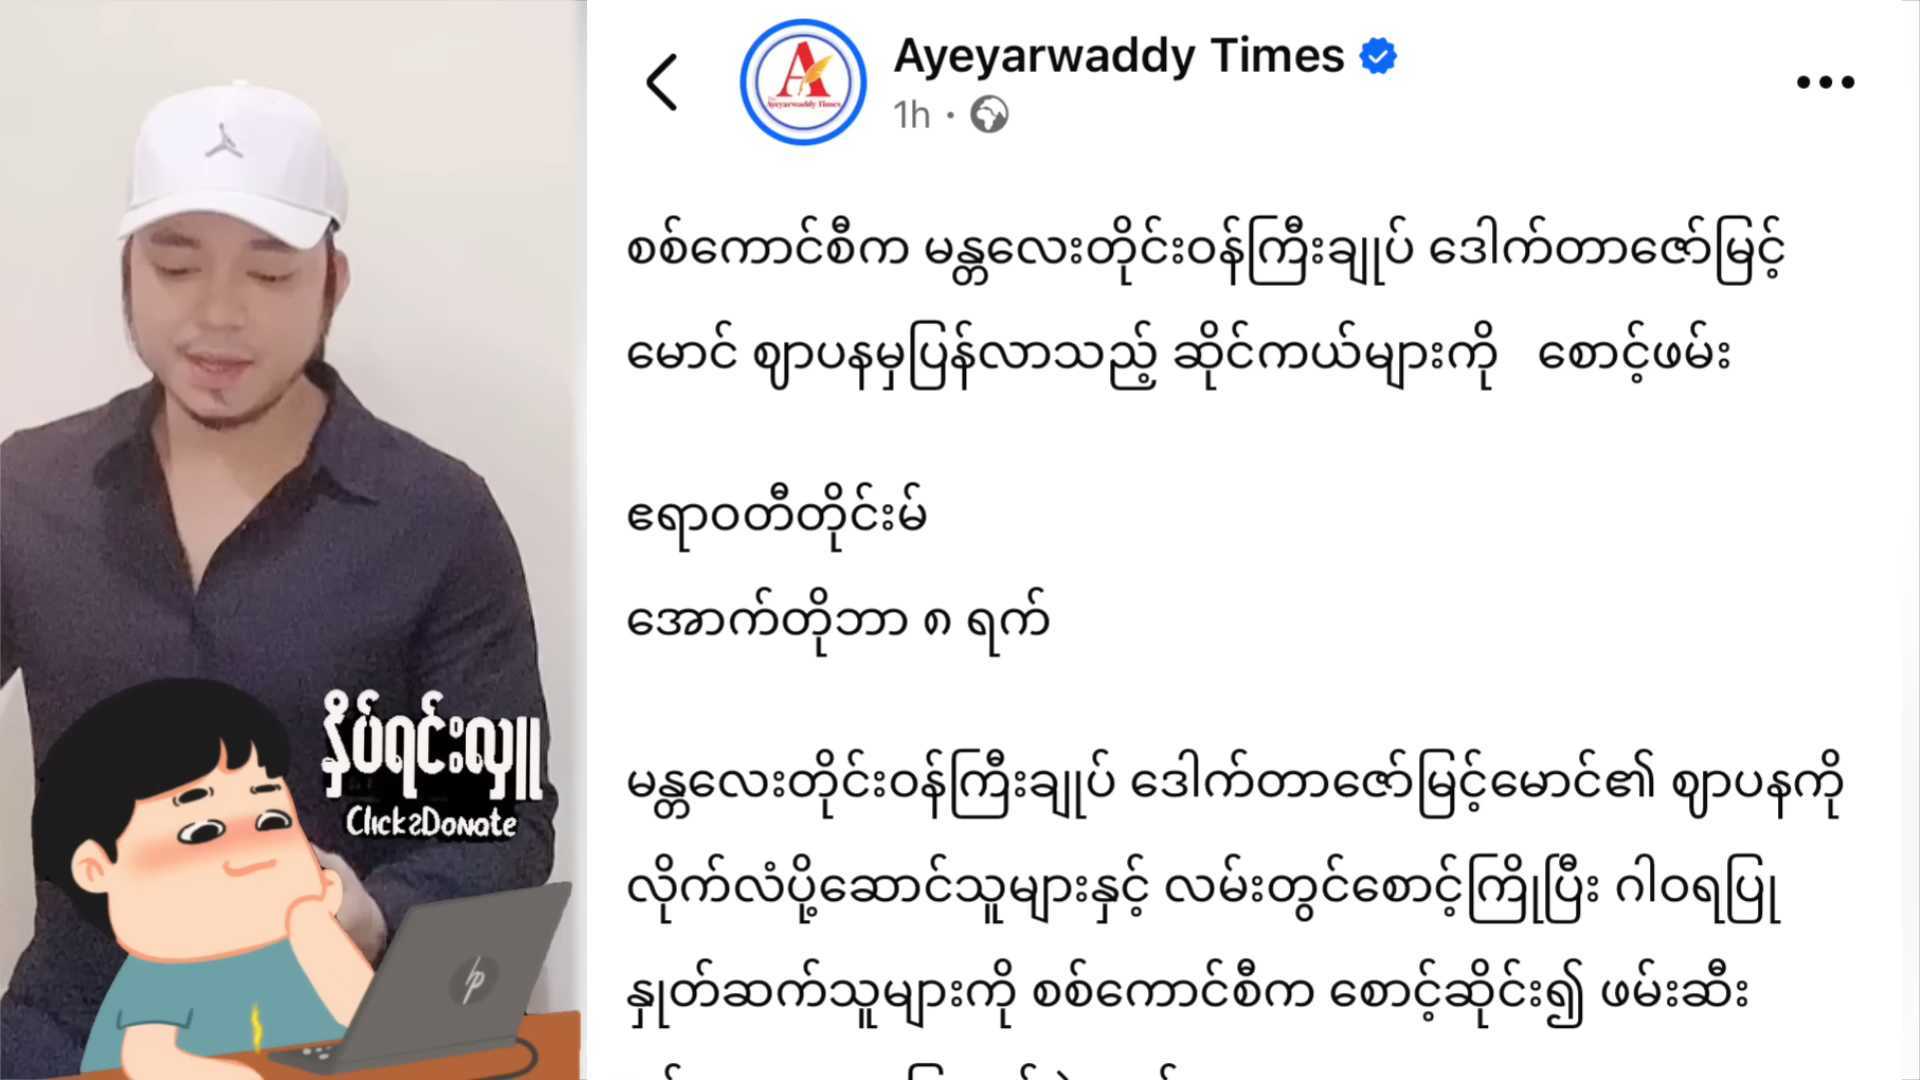 Ayeyarwaddy Times
1h
A
Ayeyarwaddy Times
စစ်ကောင်စီက မန္တလေးတိုင်းဝန်ကြီးချုပ် ဒေါက်တာဇော်မြင့်
မောင် ဈာပနမှပြန်လာသည့် ဆိုင်ကယ်များကို စောင့်ဖမ်း
ဧရာဝတီတိုင်းမ်
အောက်တိုဘာ ၈ ရက်
မန္တလေးတိုင်းဝန်ကြီးချုပ် ဒေါက်တာဇော်မြင့်မောင်၏ ဈာပနကို
လိုက်လံပို့ဆောင်သူများနှင့် လမ်းတွင်စောင့်ကြိုပြီး ဂါဝရပြု
နှုတ်ဆက်သူများကို စစ်ကောင်စီက စောင့်ဆိုင်း၍ ဖမ်းဆီး
နှိပ်ရင်းလှူ
Click2Donate
hp